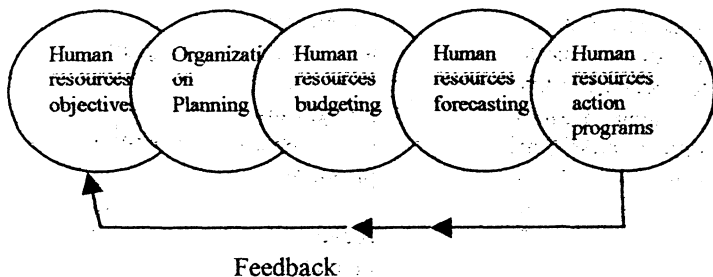 Human
resources
objectives
Organizati
on
Planning
Human
resources
budgeting
Human
resources
forecasting
Human
resources
action
programs
Feedback